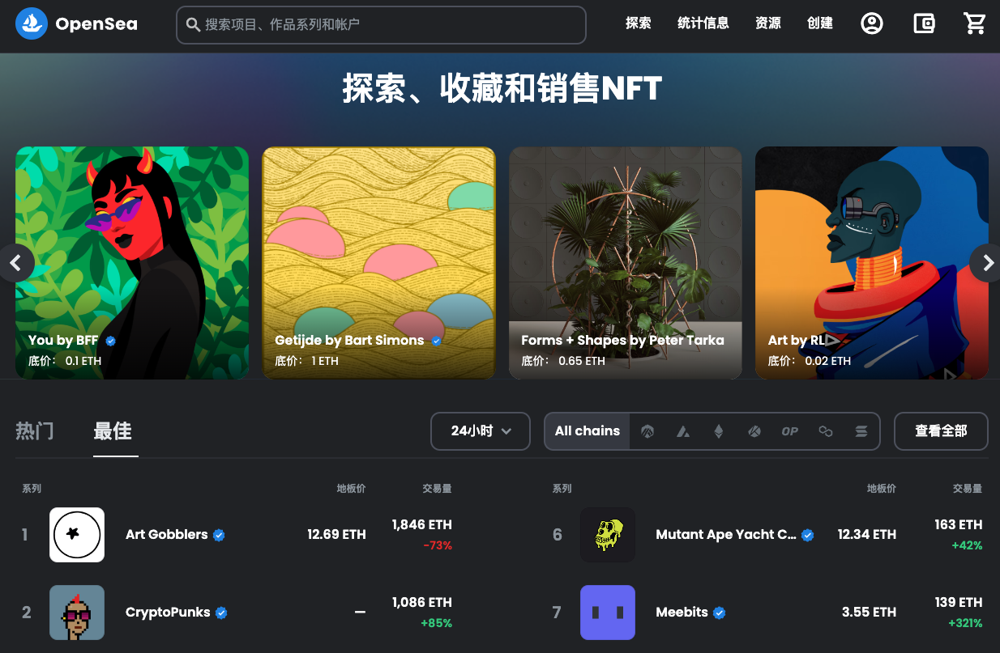 OpenSea
搜索项目、作品系列和帐户
探索
统计信息
资源
创建
探索、收藏和销售NFT
You by BFF
底价： 0.1 ETH
Getijde by Bart Simons
底价： 1 ETH
Forms + Shapes by Peter Tarka
底价： 0.65 ETH
Art by RL
底价： 0.02 ETH
热门
最佳
24小时
All chains
OP
查看全部
系列
地板价
交易量
系列
地板价
交易量
1
Art Gobblers
12.69 ETH
1,846 ETH
-73%
6
Mutant Ape Yacht C...
12.34 ETH
163 ETH
+42%
2
CryptoPunks
—
1,086 ETH
+85%
7
Meebits
3.55 ETH
139 ETH
+321%